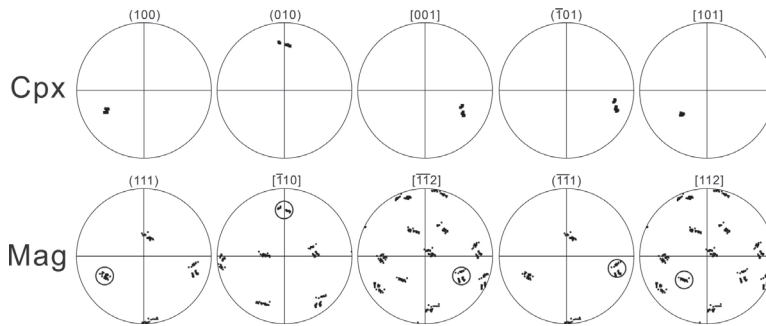 (100) (010) [001] (1̅01) [101]
Cpx
(111) [1̅10] [1̅1̅2] (1̅1̅1) [112]
Mag